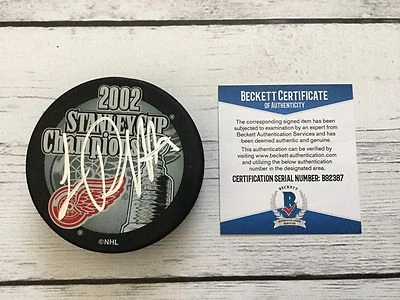 2002
STANLEY CUP
CHAMPIONS
©NHL
BECKETT CERTIFICATE
OF AUTHENTICITY
The corresponding signed item has been
subjected to examination by an expert from
Beckett Authentication Services and has
been deemed authentic and genuine.
This authentication can be verified by
visiting www.beckett-authentication.com
and utilizing the below authentication
number in the designated area.
CERTIFICATION SERIAL NUMBER: B92387
BECKETT
B